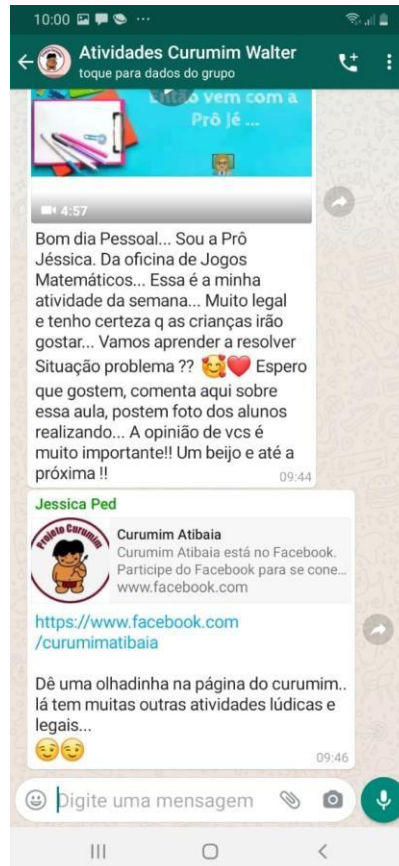 10:00
Atividades Curumim Walter
toque para dados do grupo
Então vem com a
Prô Jé ...
4:57
Bom dia Pessoal... Sou a Prô
Jéssica. Da oficina de Jogos
Matemáticos... Essa é a minha
atividade da semana... Muito legal
e tenho certeza q as crianças irão
gostar... Vamos aprender a resolver
Situação problema ?? 🥰❤️ Espero
que gostem, comenta aqui sobre
essa aula, postem foto dos alunos
realizando... A opinião de vcs é
muito importante!! Um beijo e até a
próxima !!
09:44
Jessica Ped
Projeto Curumim
Curumim Atibaia
Curumim Atibaia está no Facebook.
Participe do Facebook para se cone...
www.facebook.com
https://www.facebook.com
/curumimatibaia
Dê uma olhadinha na página do curumim..
lá tem muitas outras atividades lúdicas e
legais...
😏😏
09:46
Digite uma mensagem